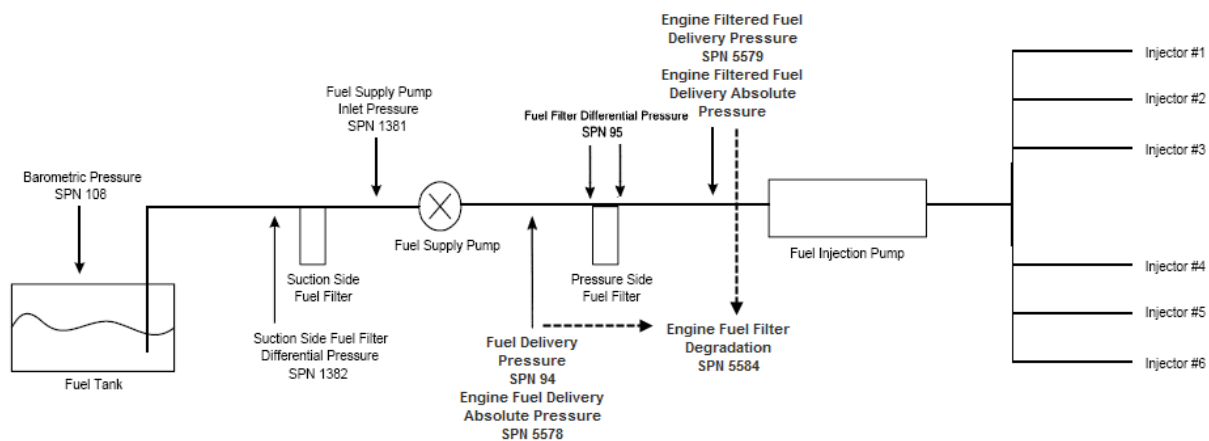 Engine Filtered Fuel
Delivery Pressure
SPN 5579
Engine Filtered Fuel
Delivery Absolute
Pressure
Fuel Supply Pump
Inlet Pressure
SPN 1381
Fuel Filter Differential Pressure
SPN 95
Barometric Pressure
SPN 108
Injector #1
Injector #2
Injector #3
Injector #4
Injector #5
Injector #6
Fuel Supply Pump
Fuel Injection Pump
Suction Side
Fuel Filter
Pressure Side
Fuel Filter
Suction Side Fuel Filter
Differential Pressure
SPN 1382
Fuel Delivery
Pressure
SPN 94
Engine Fuel Delivery
Absolute Pressure
SPN 5578
Engine Fuel Filter
Degradation
SPN 5584
Fuel Tank